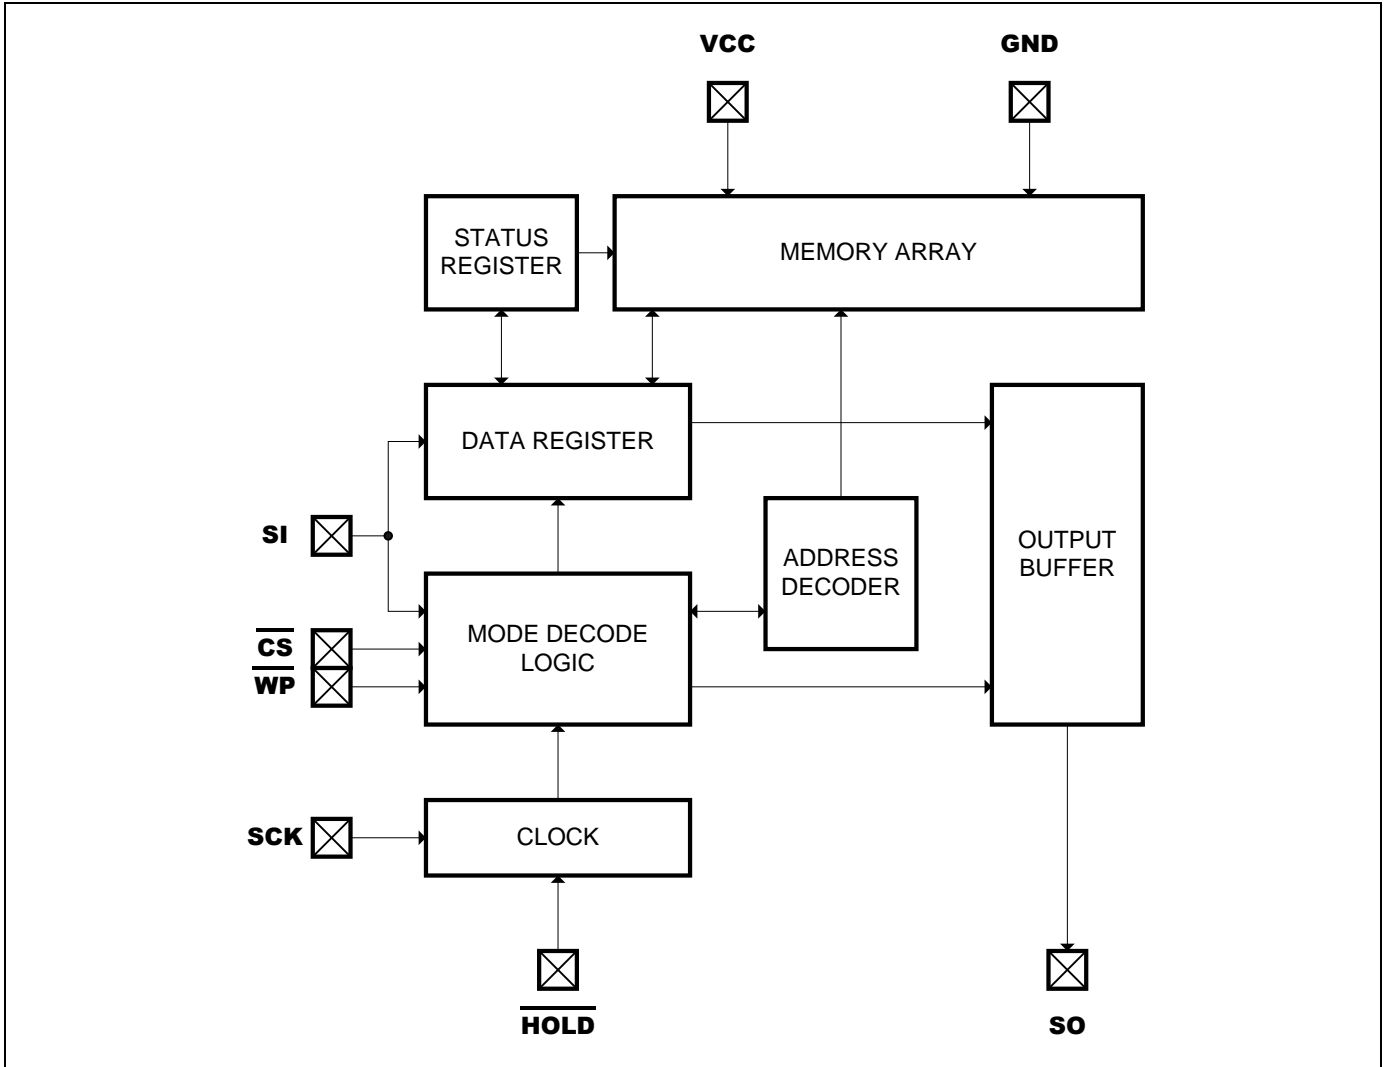 VCC
GND
STATUS
REGISTER
MEMORY ARRAY
DATA REGISTER
SI
ADDRESS
DECODER
OUTPUT
BUFFER
CS
WP
MODE DECODE
LOGIC
SCK
CLOCK
HOLD
SO